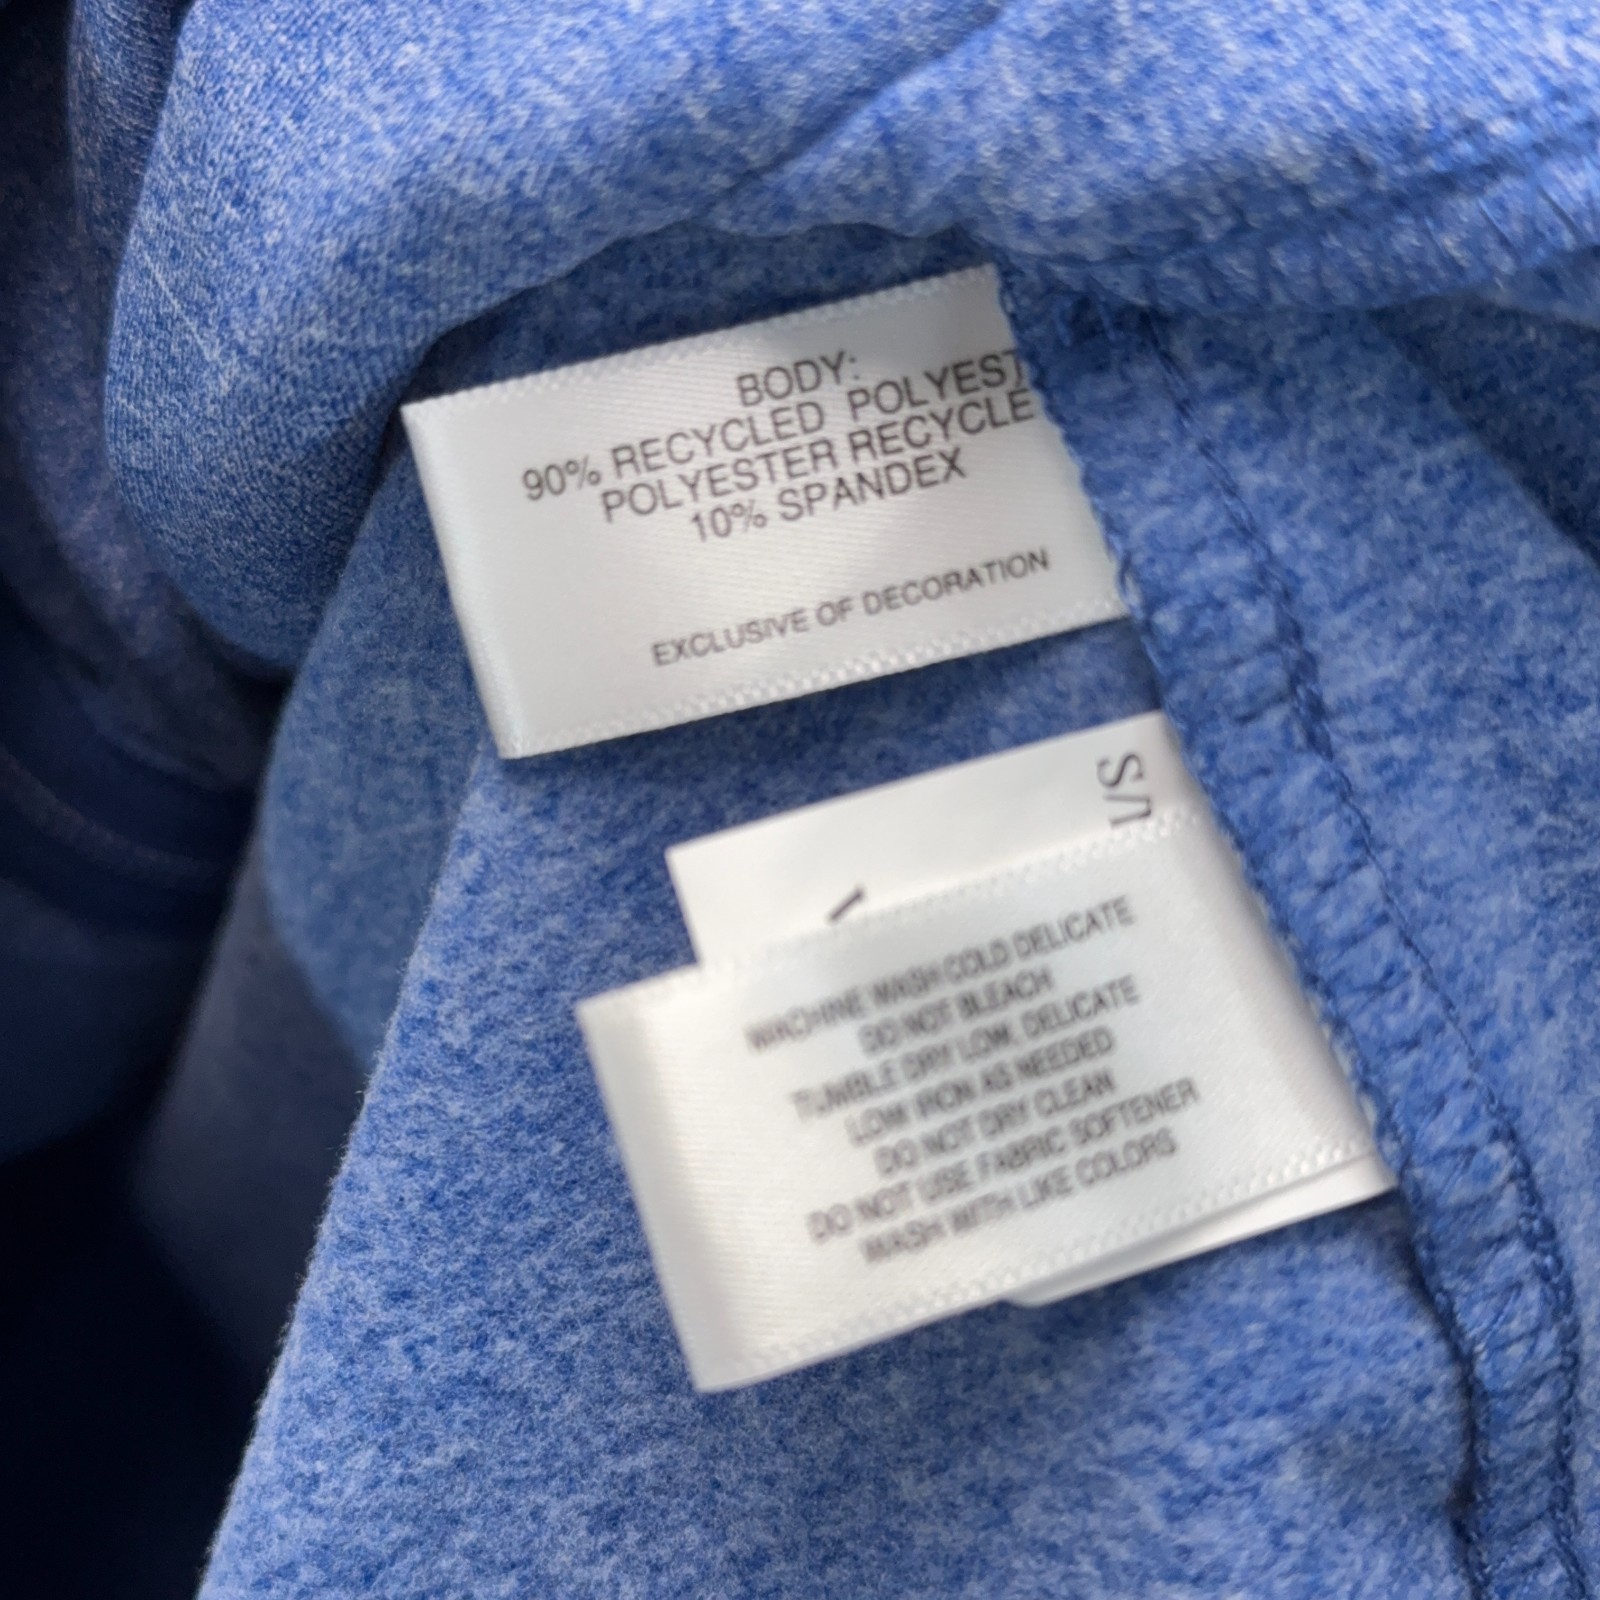 BODY:
90% RECYCLED POLYEST
POLYESTER RECYCLE
10% SPANDEX
EXCLUSIVE OF DECORATION
S/
MACHINE WASH COLD DELICATE
DO NOT BLEACH
TUMBLE DRY LOW, DELICATE
LOW IRON AS NEEDED
DO NOT DRY CLEAN
DO NOT USE FABRIC SOFTENER
WASH WITH LIKE COLORS